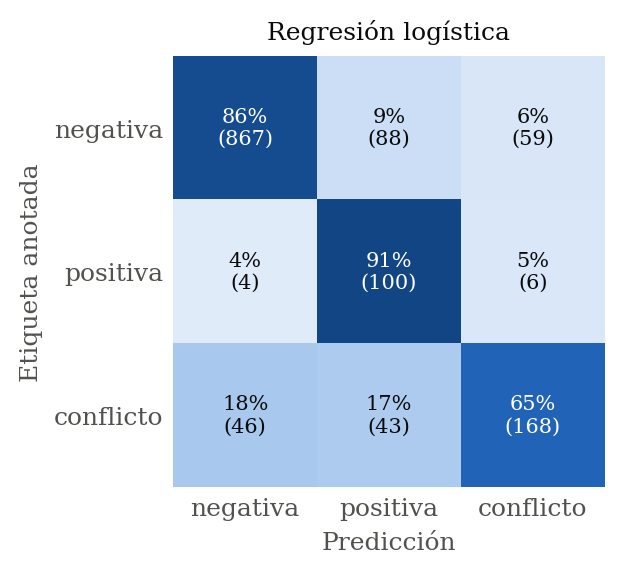 Regresión logística
Etiqueta anotada
negativa
86%
(867)
9%
(88)
6%
(59)
positiva
4%
(4)
91%
(100)
5%
(6)
conflicto
18%
(46)
17%
(43)
65%
(168)
negativa positiva conflicto
Predicción